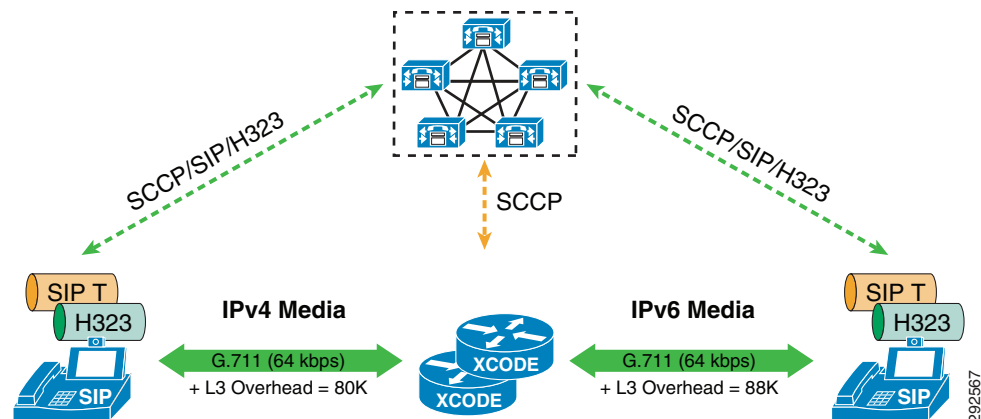 SCCP/SIP/H323
SCCP/SIP/H323
SCCP
SIP T
H323
SIP
IPv4 Media
G.711 (64 kbps)
+ L3 Overhead = 80K
XCODE
XCODE
IPv6 Media
G.711 (64 kbps)
+ L3 Overhead = 88K
SIP T
H323
SIP
292567